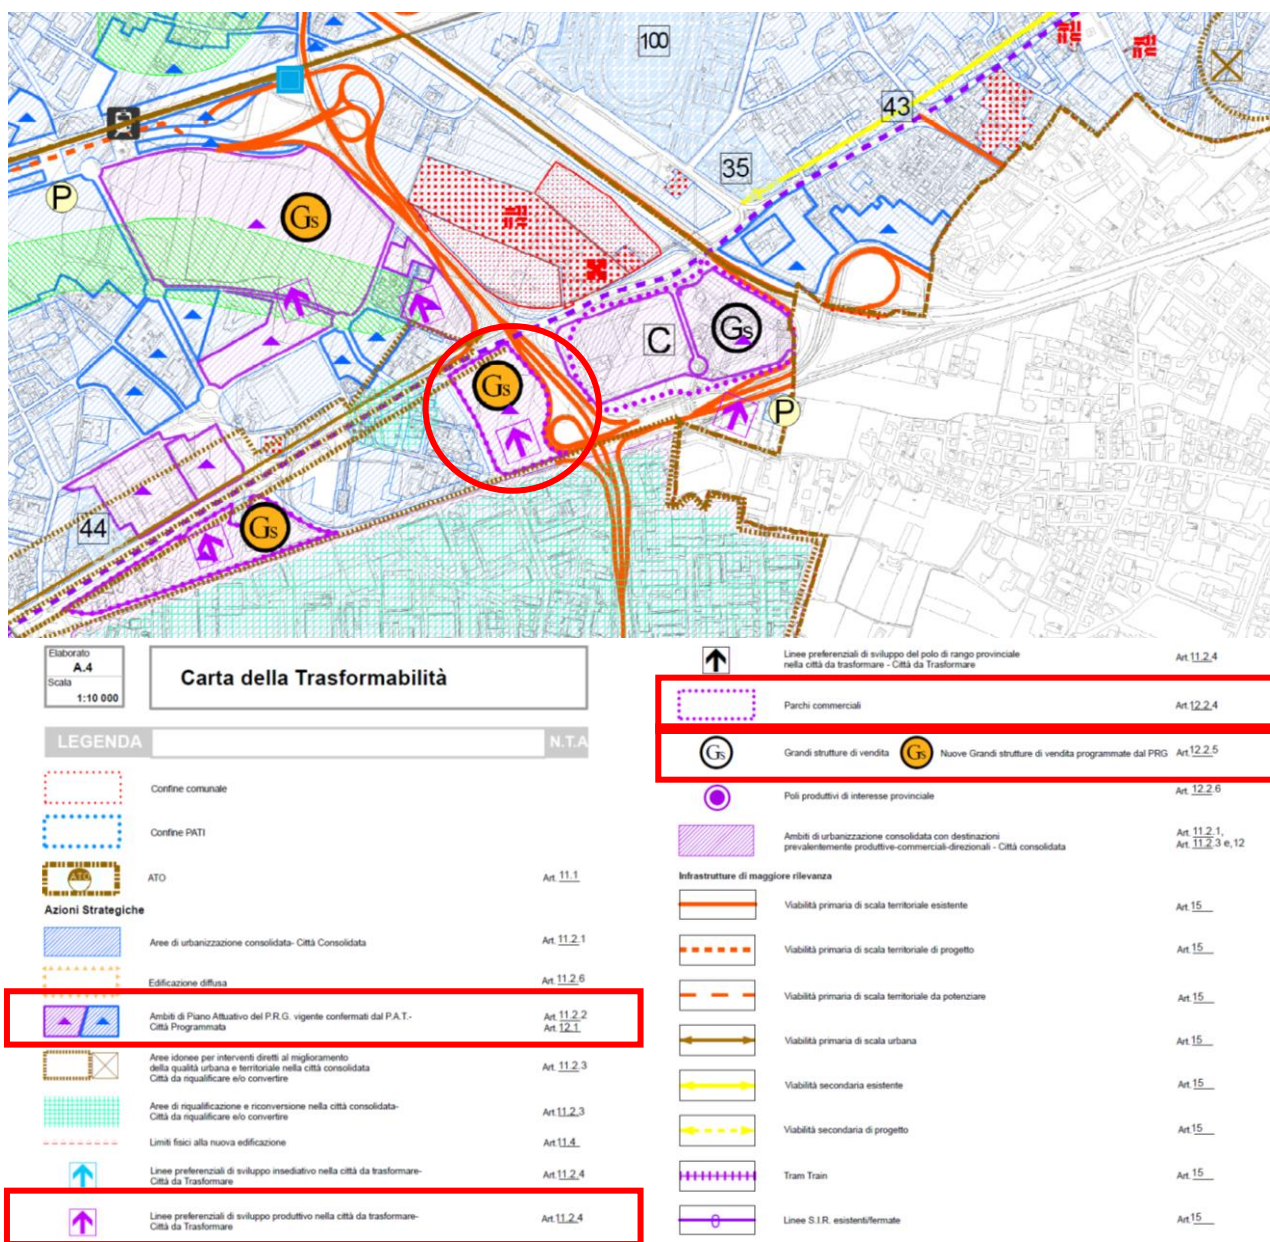 100
43
35
P
Gs
Gs
C
Gs
P
44
Gs
Elaborato
A.4
Scala
1:10 000
Carta della Trasformabilità
LEGENDA
N.T.A
Confine comunale
Confine PATI
ATO
ATO
Art. 11.1
Azioni Strategiche
Aree di urbanizzazione consolidata- Città Consolidata
Art. 11.2.1
Edificazione diffusa
Art. 11.2.6
Ambiti di Piano Attuativo del P.R.G. vigente confermati dal P.A.T.-
Città Programmata
Art. 11.2.2
Art. 12.1
Aree idonee per interventi diretti al miglioramento
della qualità urbana e territoriale nella città consolidata
Città da riqualificare e/o convertire
Art. 11.2.3
Aree di riqualificazione e riconversione nella città consolidata-
Città da riqualificare e/o convertire
Art.11.2.3
Limiti fisici alla nuova edificazione
Art.11.4
Linee preferenziali di sviluppo insediativo nella città da trasformare-
Città da Trasformare
Art.11.2.4
Linee preferenziali di sviluppo produttivo nella città da trasformare-
Città da Trasformare
Art.11.2.4
Linee preferenziali di sviluppo del polo di rango provinciale
nella città da trasformare - Città da Trasformare
Art.11.2.4
Parchi commerciali
Art.12.2.4
Gs
Grandi strutture di vendita
Gs
Nuove Grandi strutture di vendita programmate dal PRG
Art.12.2.5
Poli produttivi di interesse provinciale
Art. 12.2.6
Ambiti di urbanizzazione consolidata con destinazioni
prevalentemente produttive-commerciali-direzionali - Città consolidata
Art. 11.2.1,
Art. 11.2.3 e,12
Infrastrutture di maggiore rilevanza
Viabilità primaria di scala territoriale esistente
Art.15
Viabilità primaria di scala territoriale di progetto
Art.15
Viabilità primaria di scala territoriale da potenziare
Art.15
Viabilità primaria di scala urbana
Art.15
Viabilità secondaria esistente
Art.15
Viabilità secondaria di progetto
Art.15
Tram Train
Art.15
Linee S.I.R. esistenti/fermate
Art.15